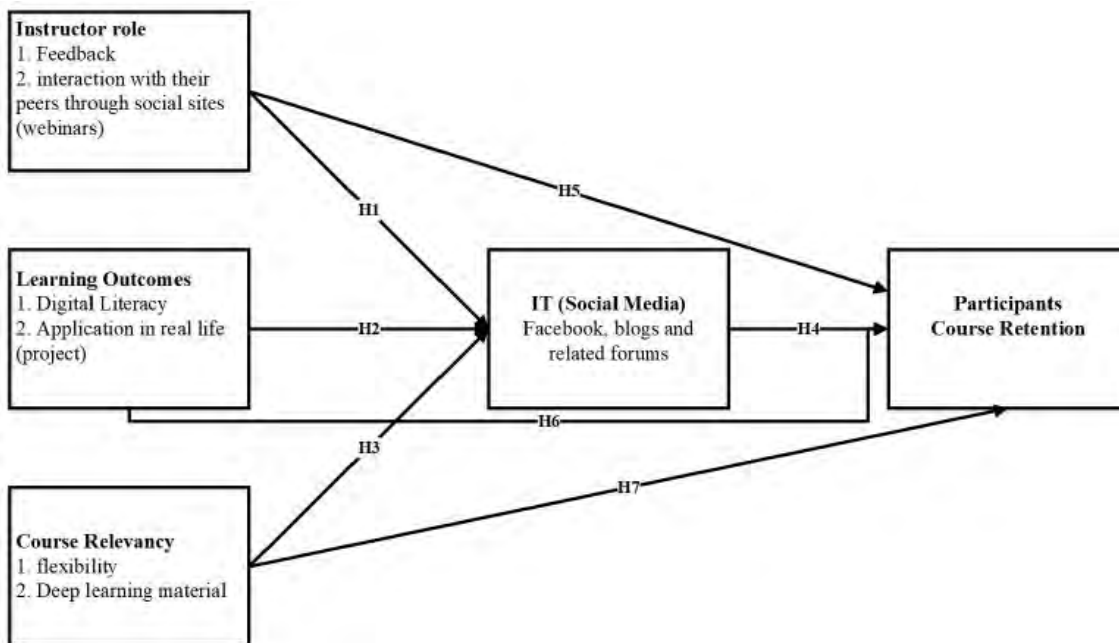 Instructor role
1. Feedback
2. interaction with their
peers through social sites
(webinars)
H5
H1
Learning Outcomes
1. Digital Literacy
2. Application in real life
(project)
H2
IT (Social Media)
Facebook, blogs and
related forums
H4
Participants
Course Retention
H6
H3
H7
Course Relevancy
1. flexibility
2. Deep learning material